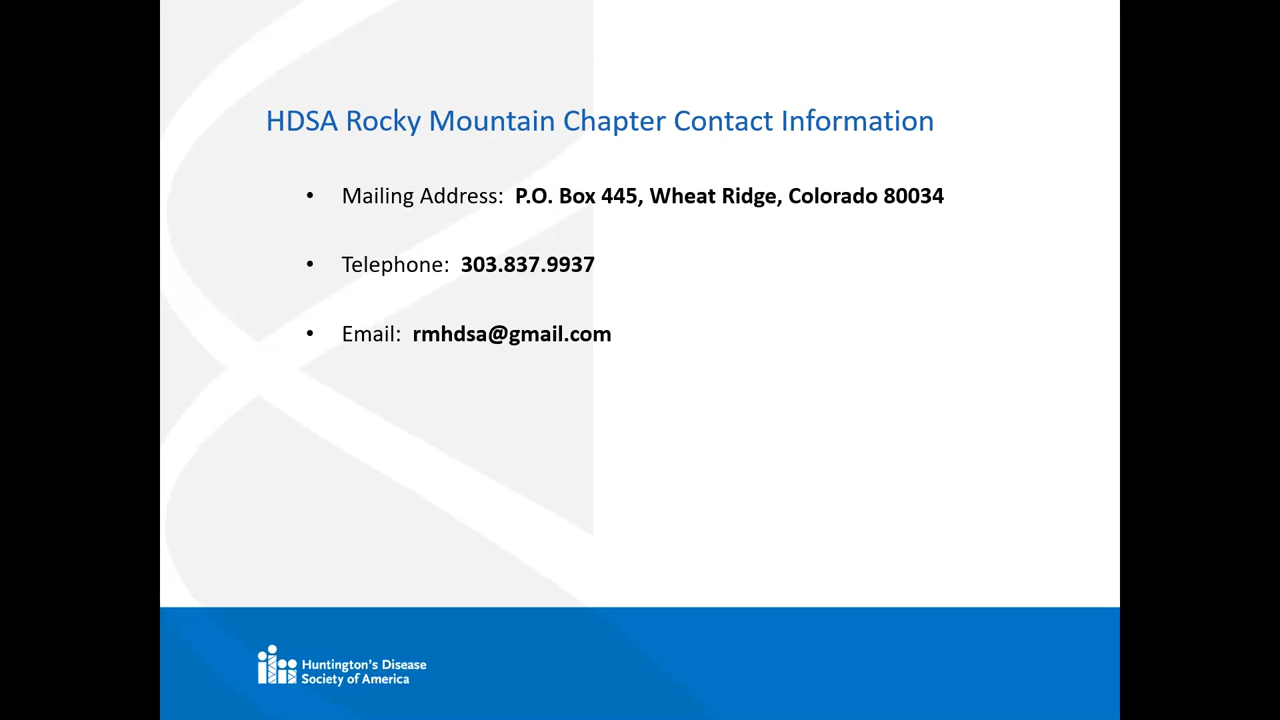 HDSA Rocky Mountain Chapter Contact Information
• Mailing Address: P.O. Box 445, Wheat Ridge, Colorado 80034
• Telephone: 303.837.9937
• Email: rmhdsa@gmail.com
Huntington's Disease
Society of America